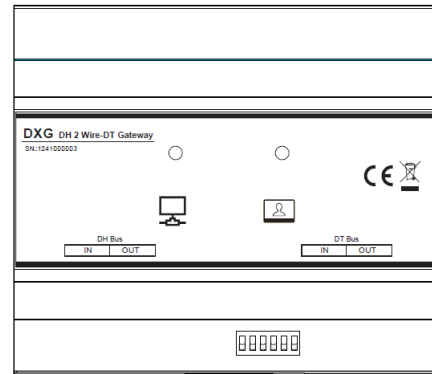 DXG DH 2 Wire-DT Gateway
SN.:1241000003
CE
DH Bus
IN OUT
DT Bus
IN OUT